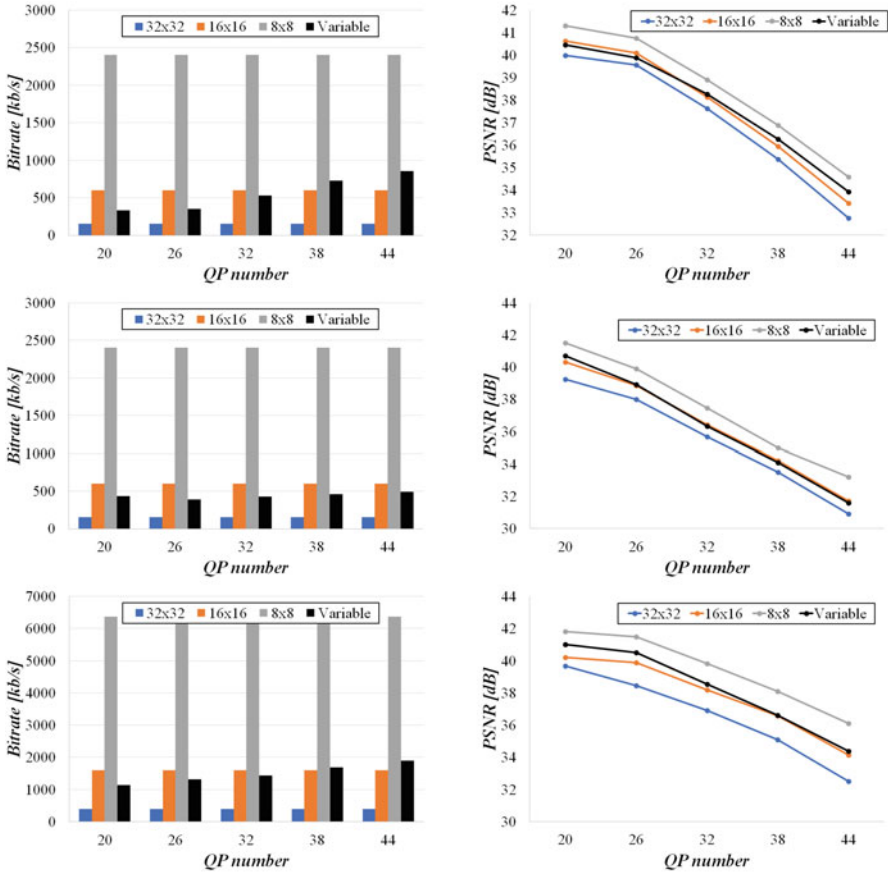 3000
2500
2000
1500
1000
500
0
Bitrate [kb/s]
32x32 16x16 8x8 Variable
20 26 32 38 44
QP number
42
41
40
39
38
37
36
35
34
33
32
PSNR [dB]
32x32 16x16 8x8 Variable
20 26 32 38 44
QP number
3000
2500
2000
1500
1000
500
0
Bitrate [kb/s]
32x32 16x16 8x8 Variable
20 26 32 38 44
QP number
44
42
40
38
36
34
32
30
PSNR [dB]
32x32 16x16 8x8 Variable
20 26 32 38 44
QP number
7000
6000
5000
4000
3000
2000
1000
0
Bitrate [kb/s]
32x32 16x16 8x8 Variable
20 26 32 38 44
QP number
44
42
40
38
36
34
32
30
PSNR [dB]
32x32 16x16 8x8 Variable
20 26 32 38 44
QP number